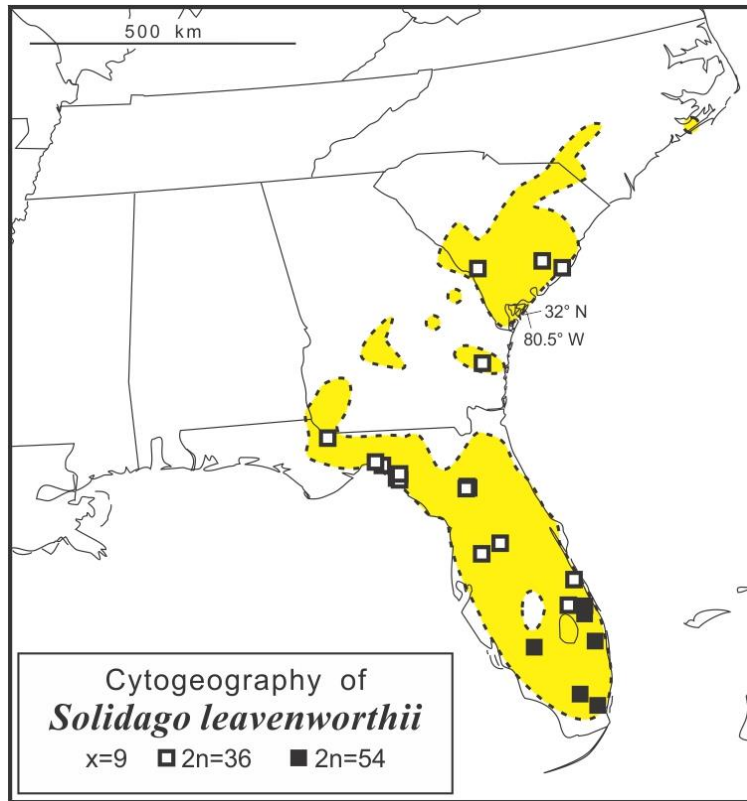 500 km
32° N
80.5° W
Cytogeography of
Solidago leavenworthii
x=9 2n=36 2n=54